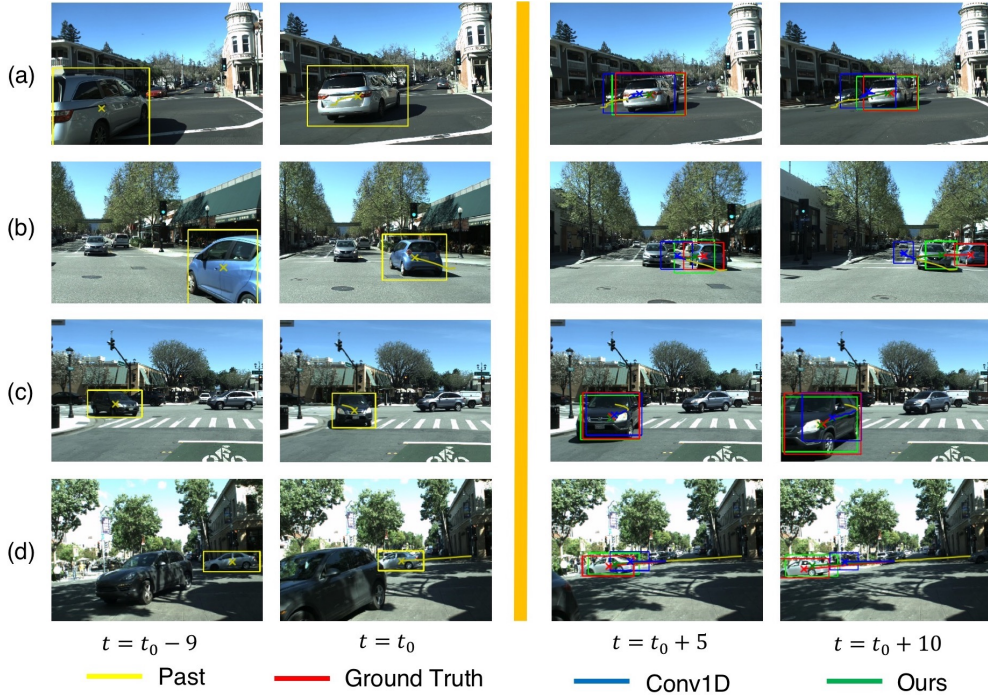 (a)
(b)
(c)
(d)
t = t₀ − 9
t = t₀
t = t₀ + 5
t = t₀ + 10
Past
Ground Truth
Conv1D
Ours